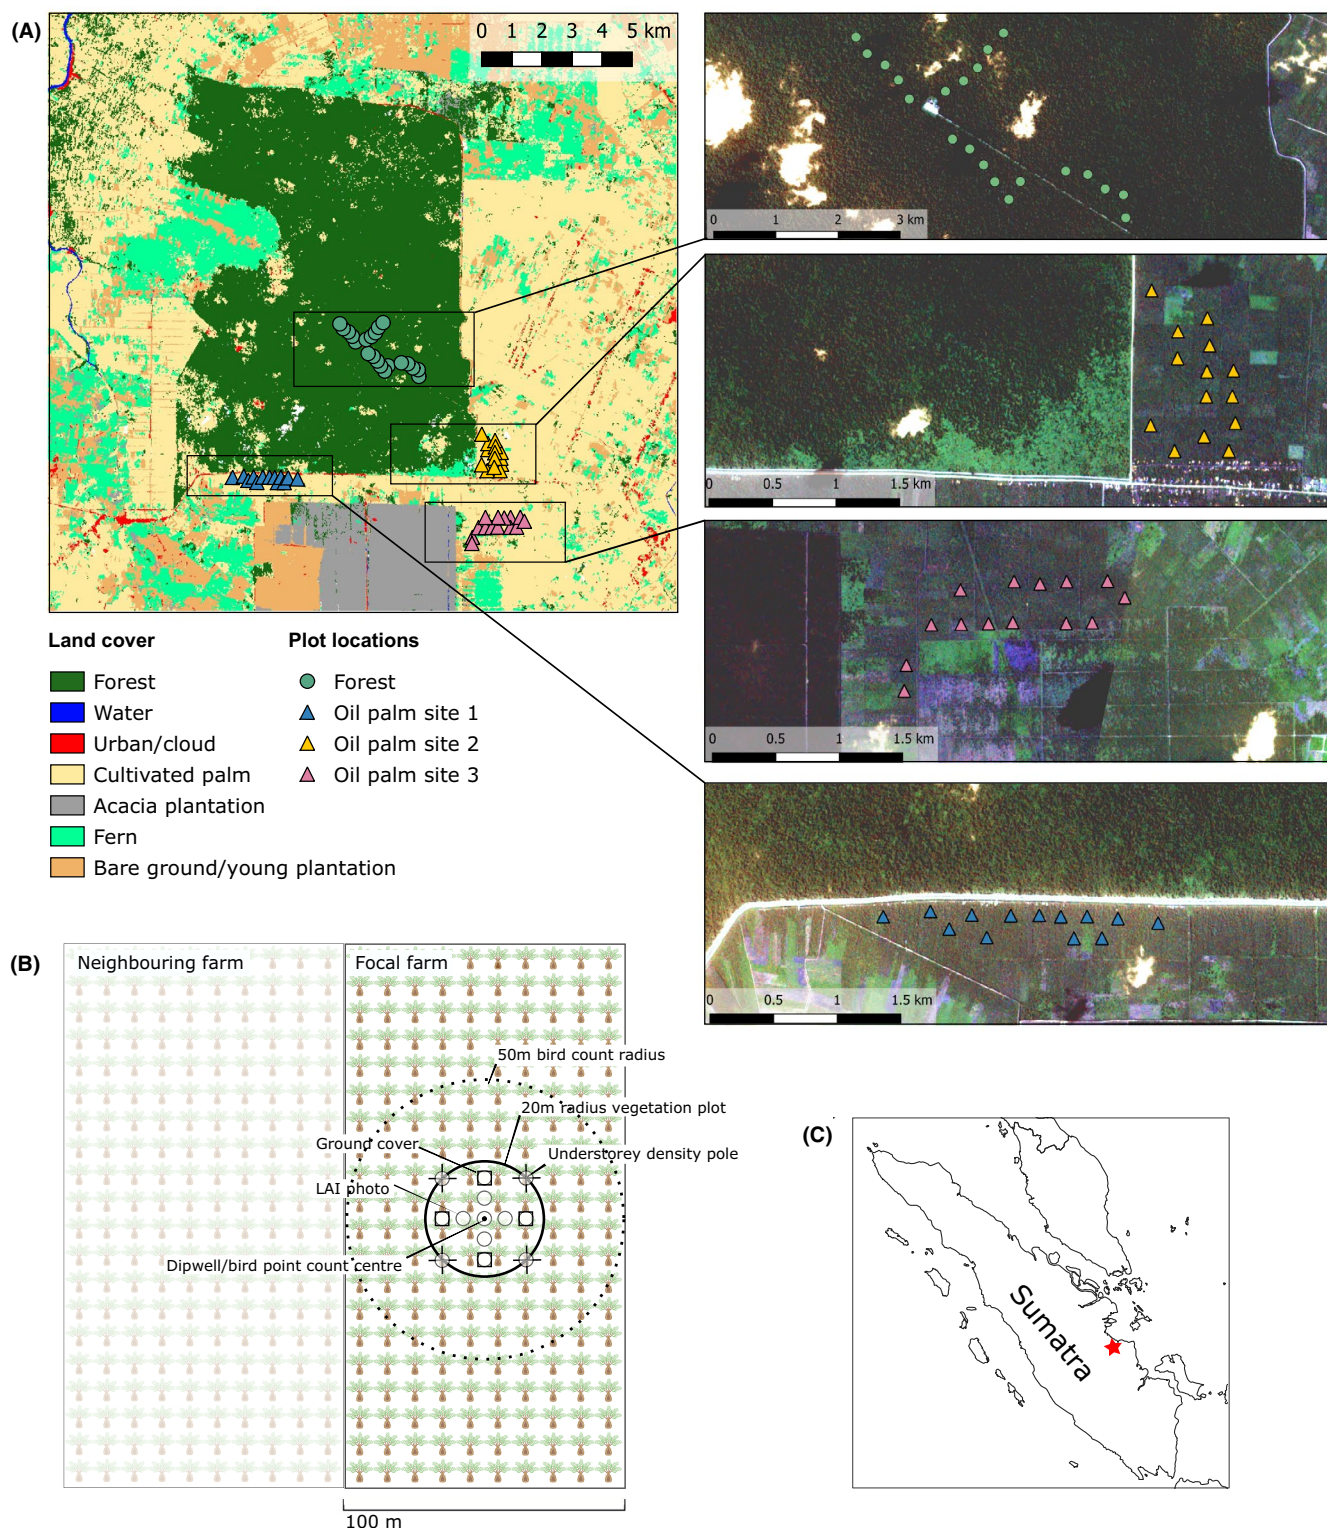 (A)
0 1 2 3 4 5 km
0 1 2 3 km
0 0.5 1 1.5 km
0 0.5 1 1.5 km
0 0.5 1 1.5 km
Land cover
Forest
Water
Urban/cloud
Cultivated palm
Acacia plantation
Fern
Bare ground/young plantation
Plot locations
Forest
Oil palm site 1
Oil palm site 2
Oil palm site 3
(B)
Neighbouring farm
Focal farm
50m bird count radius
20m radius vegetation plot
Ground cover
Understorey density pole
LAI photo
Dipwell/bird point count centre
100 m
(C)
Sumatra